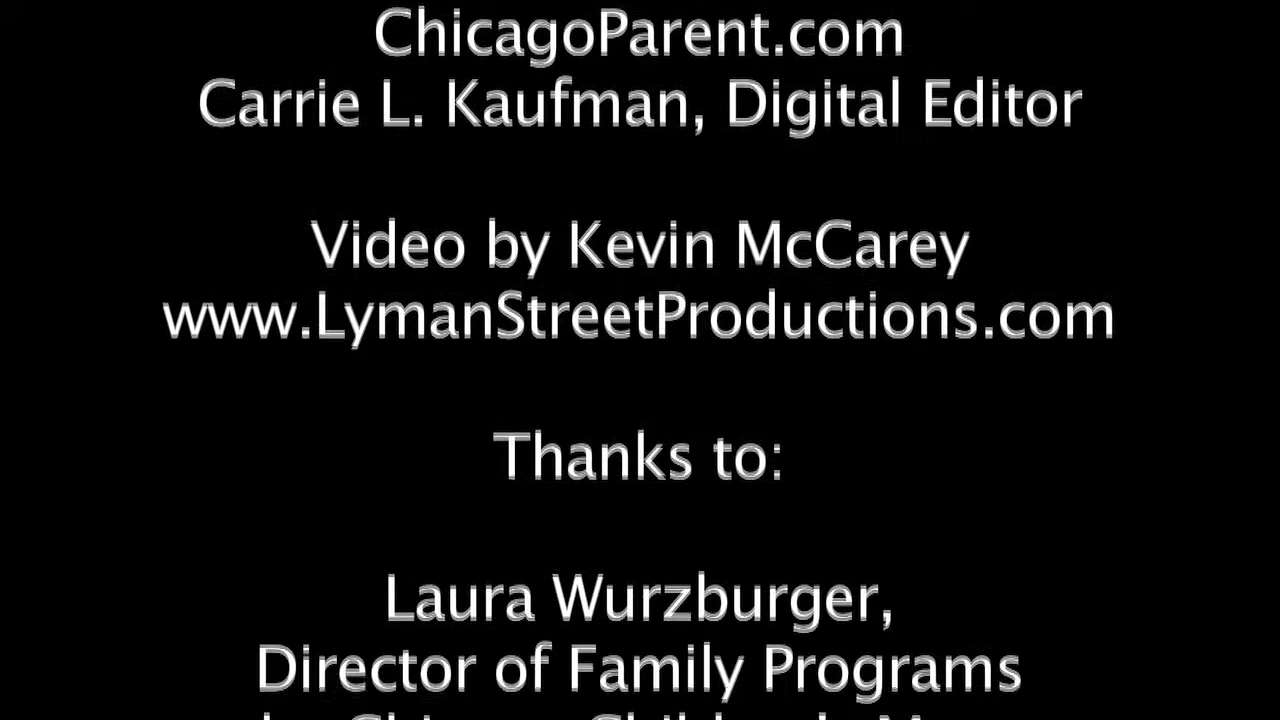 ChicagoParent.com
Carrie L. Kaufman, Digital Editor
Video by Kevin McCarey
www.LymanStreetProductions.com
Thanks to:
Laura Wurzburger,
Director of Family Programs